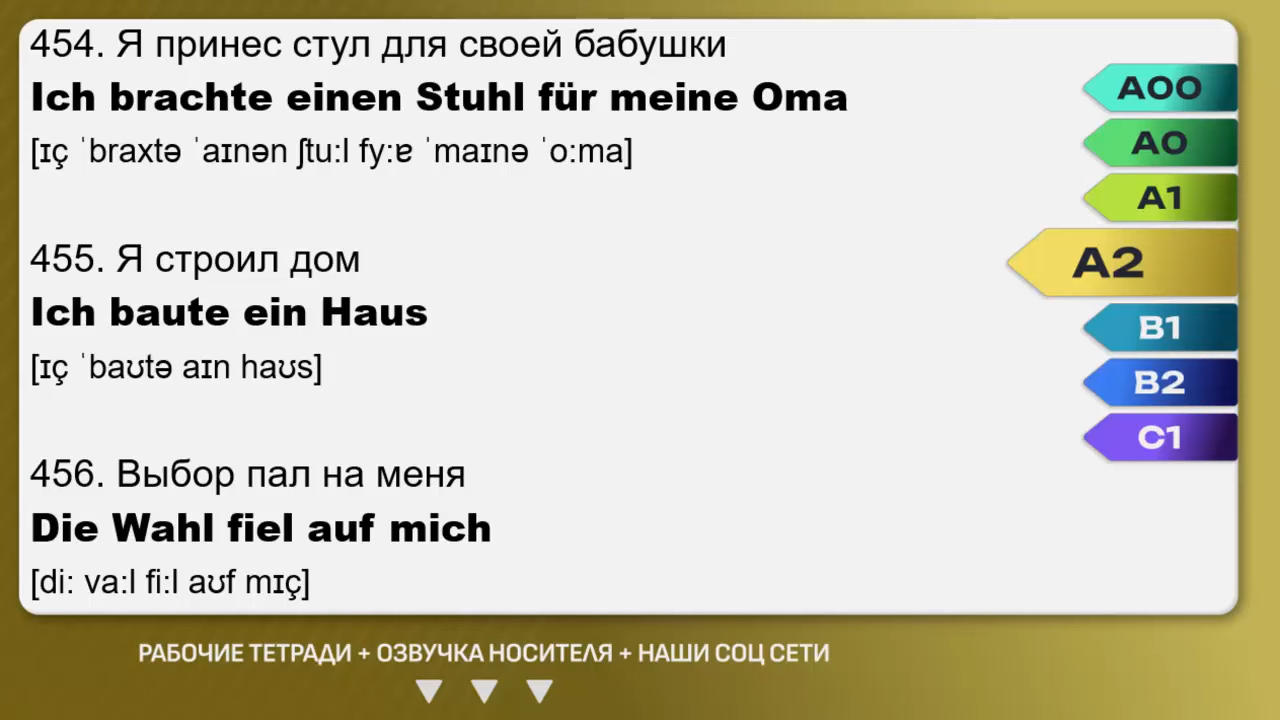 454. Я принес стул для своей бабушки
Ich brachte einen Stuhl für meine Oma
[ɪç ˈbraxtə ˈaɪnən ʃtu:l fy:ɐ ˈmaɪnə ˈo:ma]
455. Я строил дом
Ich baute ein Haus
[ɪç ˈbaʊtə aɪn haʊs]
456. Выбор пал на меня
Die Wahl fiel auf mich
[di: va:l fi:l aʊf mɪç]
A00
A0
A1
A2
B1
B2
C1
РАБОЧИЕ ТЕТРАДИ + ОЗВУЧКА НОСИТЕЛЯ + НАШИ СОЦ СЕТИ